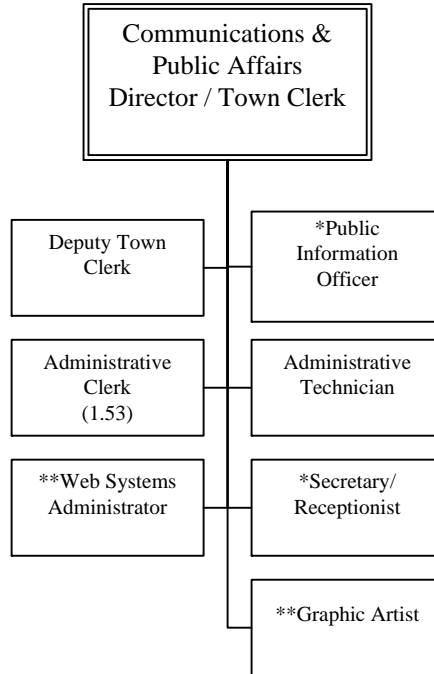 Communications &
Public Affairs
Director / Town Clerk
Deputy Town
Clerk
*Public
Information
Officer
Administrative
Clerk
(1.53)
Administrative
Technician
**Web Systems
Administrator
*Secretary/
Receptionist
**Graphic Artist